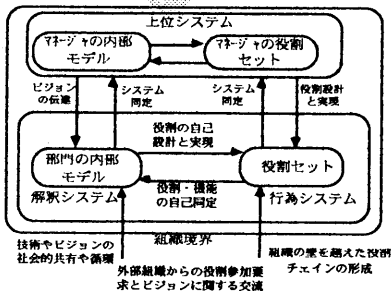 上位システム
マネージャの内部
モデル
マネージャの役割
セット
ビジョン
の伝達
システム
同定
システム
同定
役割設計
と実現
役割の自己
設計と実現
部門の内部
モデル
役割セット
解釈システム
役割・機能
の自己同定
行為システム
組織境界
技術やビジョンの
社会的共有や循環
外部組織からの役割参加要
求とビジョンに関する交流
組織の壁を越えた役割
チェインの形成